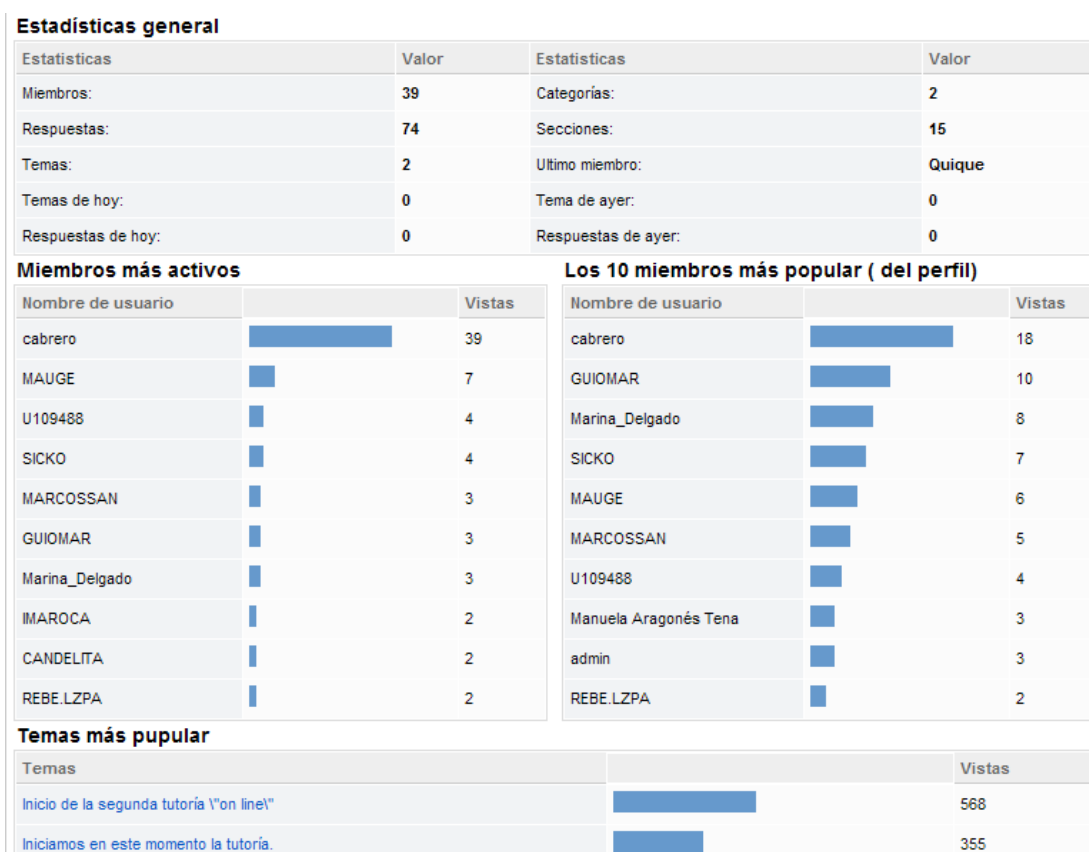 Estadísticas general
Estatisticas Valor Estatisticas Valor
Miembros: 39 Categorías: 2
Respuestas: 74 Secciones: 15
Temas: 2 Ultimo miembro: Quique
Temas de hoy: 0 Tema de ayer: 0
Respuestas de hoy: 0 Respuestas de ayer: 0
Miembros más activos
Nombre de usuario Vistas
cabrero 39
MAUGE 7
U109488 4
SICKO 4
MARCOSSAN 3
GUIOMAR 3
Marina_Delgado 3
IMAROCA 2
CANDELITA 2
REBE.LZPA 2
Los 10 miembros más popular ( del perfil)
Nombre de usuario Vistas
cabrero 18
GUIOMAR 10
Marina_Delgado 8
SICKO 7
MAUGE 6
MARCOSSAN 5
U109488 4
Manuela Aragonés Tena 3
admin 3
REBE.LZPA 2
Temas más pupular
Temas Vistas
Inicio de la segunda tutoría \"on line\" 568
Iniciamos en este momento la tutoría. 355